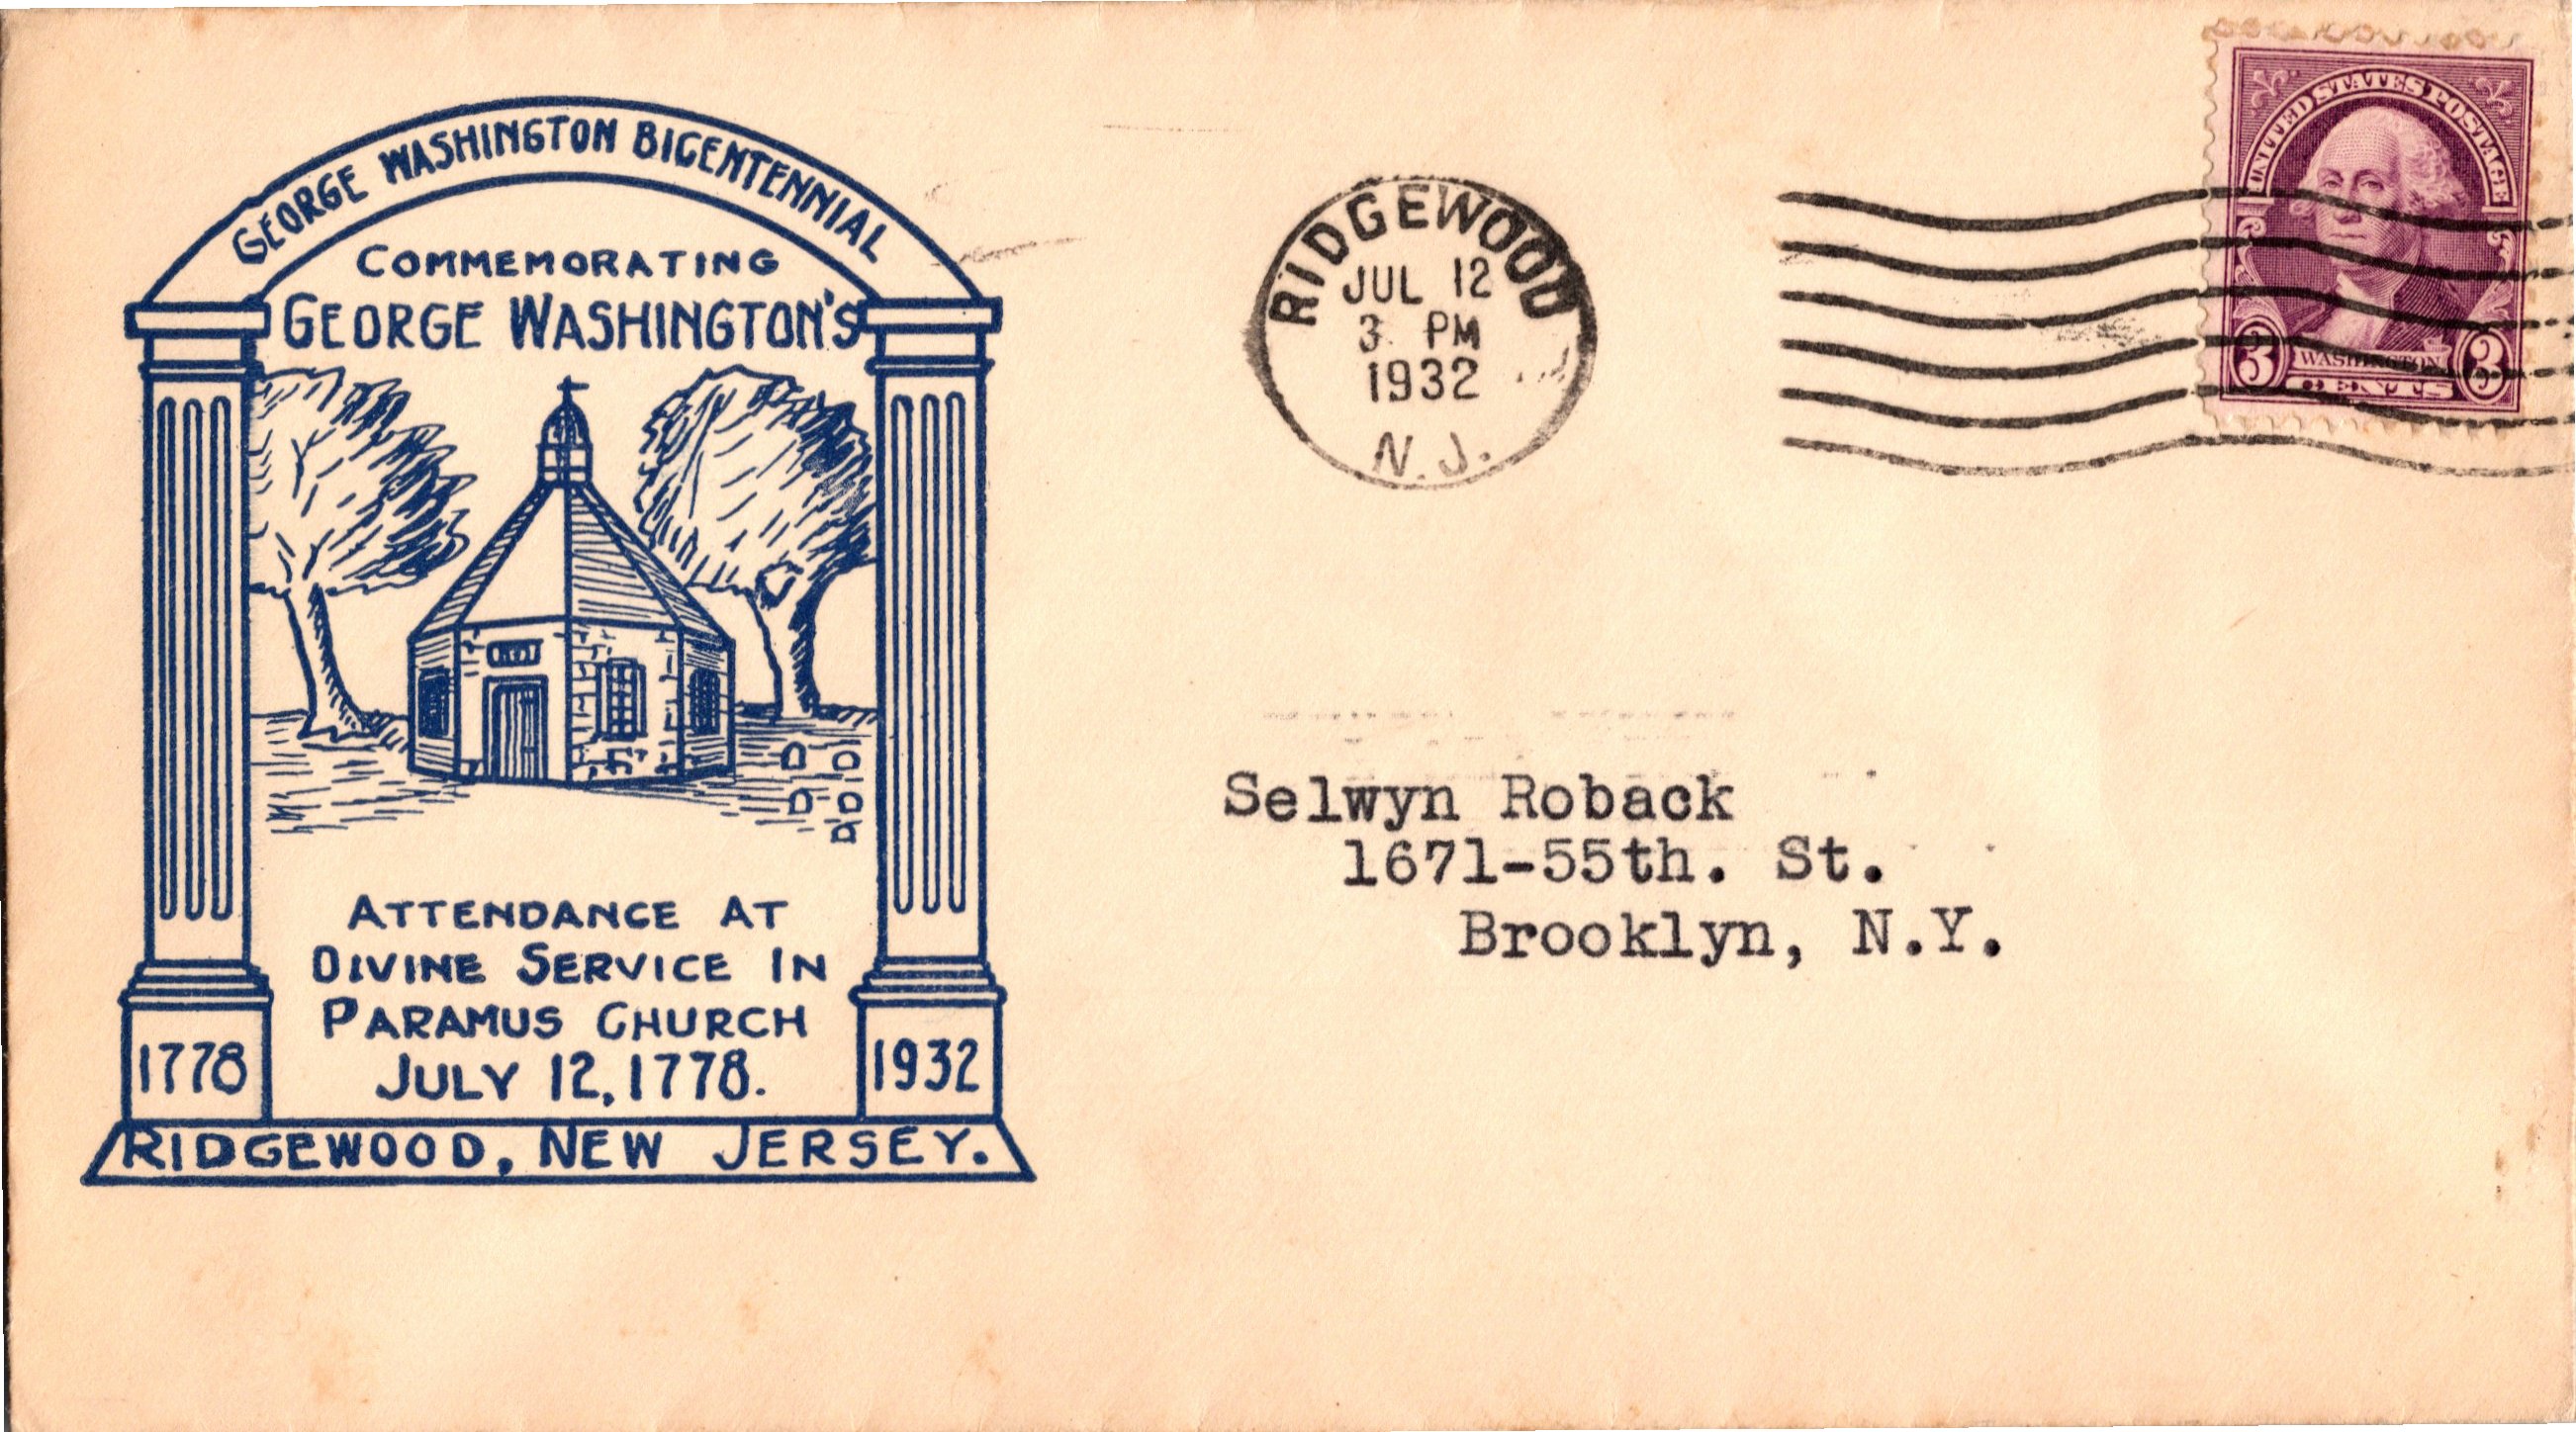 GEORGE WASHINGTON BICENTENNIAL
COMMEMORATING
GEORGE WASHINGTON'S
ATTENDANCE AT
DIVINE SERVICE IN
PARAMUS CHURCH
JULY 12, 1778.
1778
1932
RIDGEWOOD, NEW JERSEY.
RIDGEWOOD
JUL 12
3 PM
1932
N.J.
UNITED STATES POSTAGE
3 WASHINGTON 3
CENTS
Selwyn Roback
1671-55th. St.
Brooklyn, N.Y.